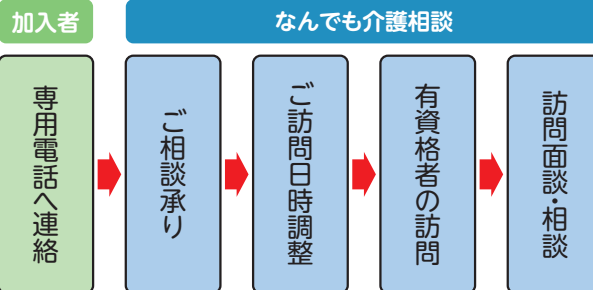 加入者
なんでも介護相談
専用電話へ連絡
ご相談承り
ご訪問日時調整
有資格者の訪問
訪問面談・相談